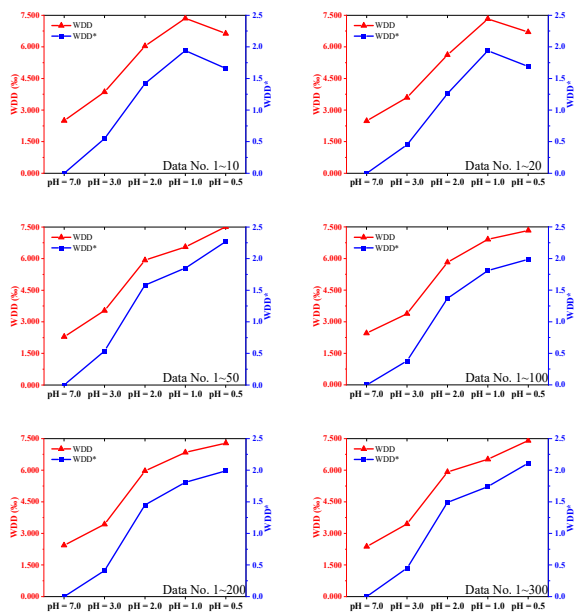 7.500
6.000
4.500
3.000
1.500
0.000
WDD (‰)
WDD
WDD*
2.5
2.0
1.5
1.0
0.5
0.0
WDD*
Data No. 1~10
pH = 7.0 pH = 3.0 pH = 2.0 pH = 1.0 pH = 0.5
7.500
6.000
4.500
3.000
1.500
0.000
WDD (‰)
WDD
WDD*
2.5
2.0
1.5
1.0
0.5
0.0
WDD*
Data No. 1~20
pH = 7.0 pH = 3.0 pH = 2.0 pH = 1.0 pH = 0.5
7.500
6.000
4.500
3.000
1.500
0.000
WDD (‰)
WDD
WDD*
2.5
2.0
1.5
1.0
0.5
0.0
WDD*
Data No. 1~50
pH = 7.0 pH = 3.0 pH = 2.0 pH = 1.0 pH = 0.5
7.500
6.000
4.500
3.000
1.500
0.000
WDD (‰)
WDD
WDD*
2.5
2.0
1.5
1.0
0.5
0.0
WDD*
Data No. 1~100
pH = 7.0 pH = 3.0 pH = 2.0 pH = 1.0 pH = 0.5
7.500
6.000
4.500
3.000
1.500
0.000
WDD (‰)
WDD
WDD*
2.5
2.0
1.5
1.0
0.5
0.0
WDD*
Data No. 1~200
pH = 7.0 pH = 3.0 pH = 2.0 pH = 1.0 pH = 0.5
7.500
6.000
4.500
3.000
1.500
0.000
WDD (‰)
WDD
WDD*
2.5
2.0
1.5
1.0
0.5
0.0
WDD*
Data No. 1~300
pH = 7.0 pH = 3.0 pH = 2.0 pH = 1.0 pH = 0.5